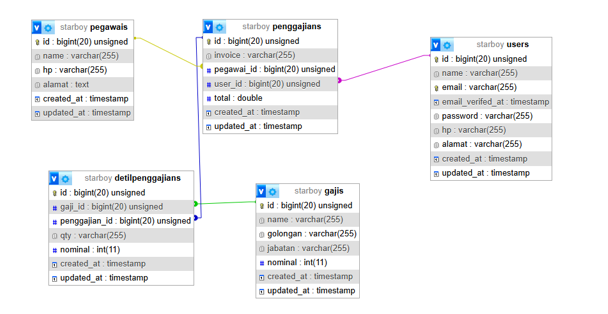 starboy pegawais
id : bigint(20) unsigned
name : varchar(255)
hp : varchar(255)
alamat : text
created_at : timestamp
updated_at : timestamp
starboy penggajians
id : bigint(20) unsigned
invoice : varchar(255)
pegawai_id : bigint(20) unsigned
user_id : bigint(20) unsigned
total : double
created_at : timestamp
updated_at : timestamp
starboy users
id : bigint(20) unsigned
name : varchar(255)
email : varchar(255)
email_verifed_at : timestamp
password : varchar(255)
hp : varchar(255)
alamat : varchar(255)
created_at : timestamp
updated_at : timestamp
starboy detilpenggajians
id : bigint(20) unsigned
gaji_id : bigint(20) unsigned
penggajian_id : bigint(20) unsigned
qty : varchar(255)
nominal : int(11)
created_at : timestamp
updated_at : timestamp
starboy gajis
id : bigint(20) unsigned
name : varchar(255)
golongan : varchar(255)
jabatan : varchar(255)
nominal : int(11)
created_at : timestamp
updated_at : timestamp